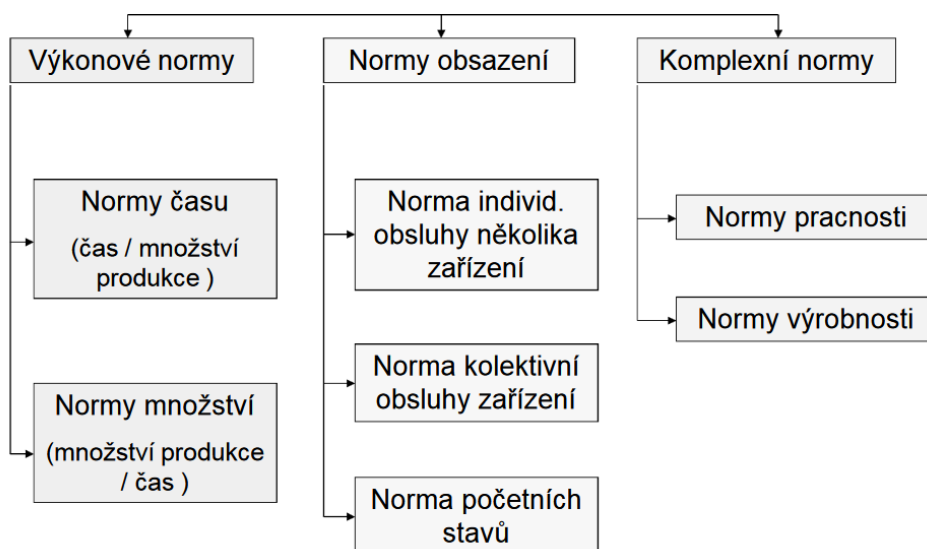 Výkonové normy
Normy času
(čas / množství
produkce )
Normy množství
(množství produkce
/ čas )
Normy obsazení
Norma individ.
obsluhy několika
zařízení
Norma kolektivní
obsluhy zařízení
Norma početních
stavů
Komplexní normy
Normy pracnosti
Normy výrobnosti